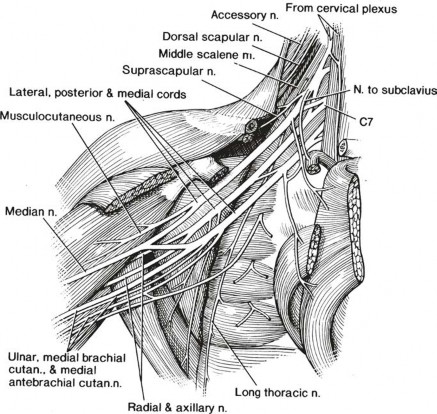 From cervical plexus
Accessory n.
Dorsal scapular n.
Middle scalene m.
Suprascapular n.
Lateral, posterior & medial cords
N. to subclavius
Musculocutaneous n.
C7
Median n.
Ulnar, medial brachial
cutan., & medial
antebrachial cutan.n.
Long thoracic n.
Radial & axillary n.